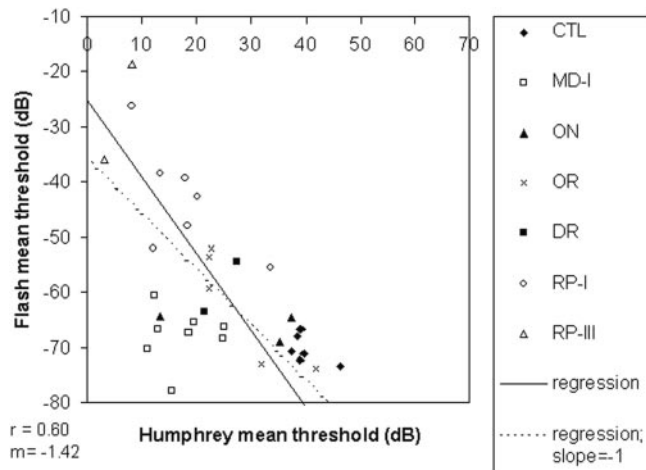 -10
0 10 20 30 40 50 60 70
-20
-30
-40
-50
-60
-70
-80
Flash mean threshold (dB)
Humphrey mean threshold (dB)
r = 0.60
m= -1.42
CTL
MD-I
ON
OR
DR
RP-I
RP-III
regression
regression;
slope=-1